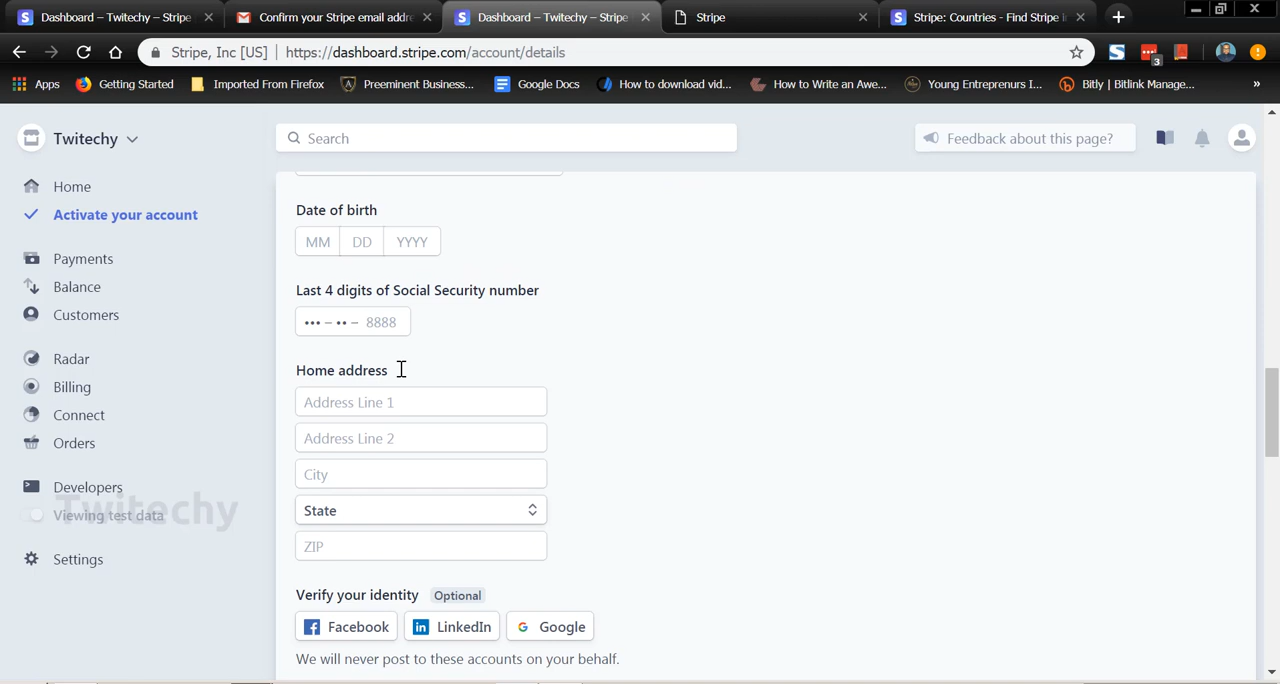 Dashboard – Twitechy – Stripe
Confirm your Stripe email addre
Dashboard – Twitechy – Stripe
Stripe
Stripe: Countries - Find Stripe i
Stripe, Inc [US] | https://dashboard.stripe.com/account/details
3
Apps
Getting Started
Imported From Firefox
Preeminent Business...
Google Docs
How to download vid...
How to Write an Awe...
Young Entreprenurs I...
Bitly | Bitlink Manage...
»
Twitechy
Search
Feedback about this page?
Home
Activate your account
Payments
Balance
Customers
Radar
Billing
Connect
Orders
Developers
Viewing test data
Twitechy
Settings
Date of birth
MM DD YYYY
Last 4 digits of Social Security number
••• – •• – 8888
Home address
Address Line 1
Address Line 2
City
State
ZIP
Verify your identity Optional
Facebook
LinkedIn
Google
We will never post to these accounts on your behalf.